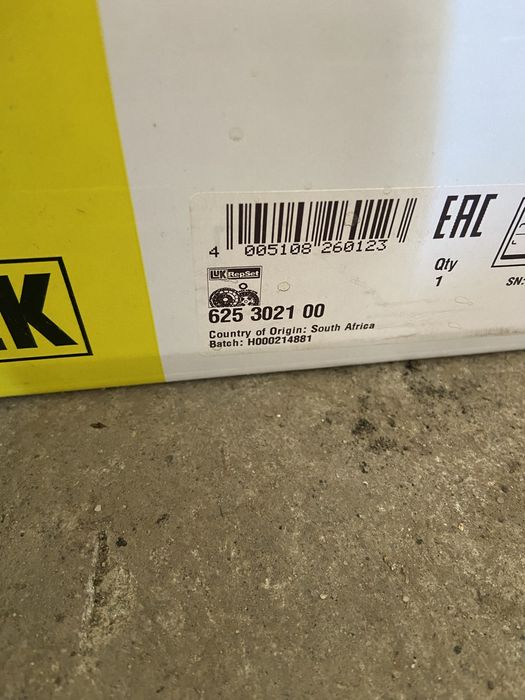 4 005108 260123
EAC
LUK RepSet
Qty
1
SN:
625 3021 00
Country of Origin: South Africa
Batch: H000214881